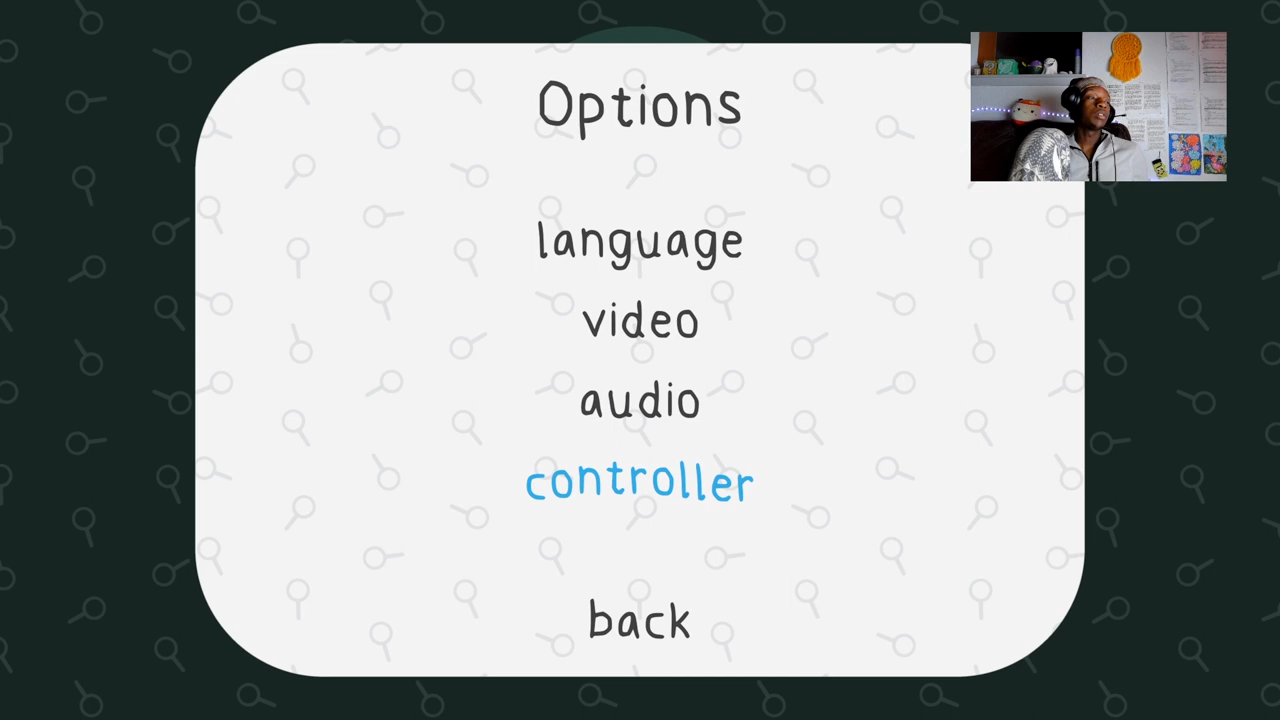 Options
language
video
audio
controller
back